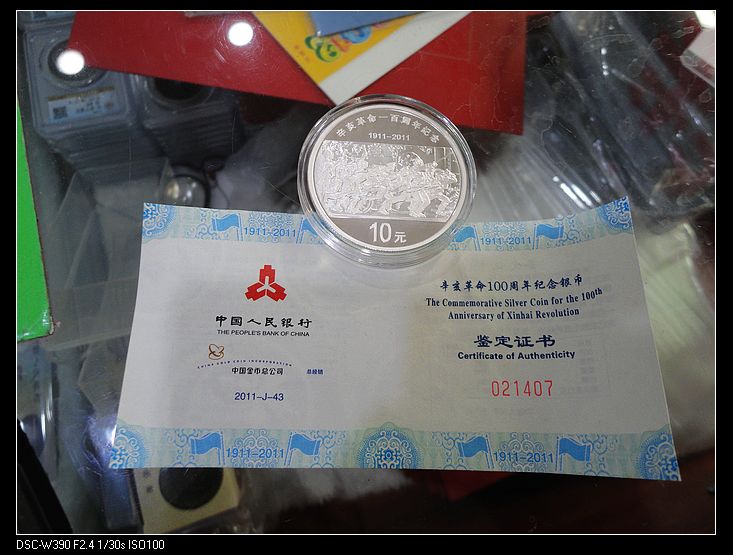 辛亥革命一百周年纪念
1911-2011
10元
1911-2011
1911-2011
中国人民银行
THE PEOPLE'S BANK OF CHINA
CHINA GOLD COIN INCORPORATION
中国金币总公司 总经销
2011-J-43
辛亥革命100周年纪念银币
The Commemorative Silver Coin for the 100th
Anniversary of Xinhai Revolution
鉴定证书
Certificate of Authenticity
021407
1911-2011
1911-2011
DSC-W390 F2.4 1/30s ISO100